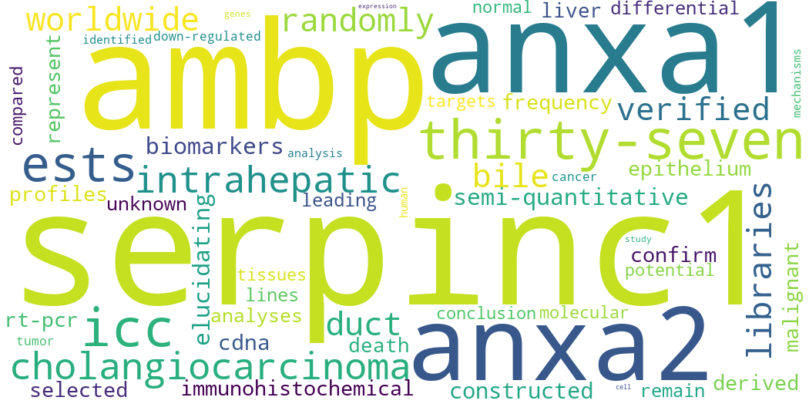 worldwide
genes
expression
randomly
normal
liver
differential
identified
down-regulated
ambp
anxa1
compared
represent
targets
frequency
verified
mechanisms
biomarkers
analysis
thirty-seven
ests
intrahepatic
bile
cancer
epithelium
profiles
unknown
leading
human
semi-quantitative
serpinc1
elucidating
study
confirm
libraries
tissues
potential
lines
malignant
rt-pcr
icc
analyses
duct
conclusion
molecular
anxa2
tumor
cdna
death
cholangiocarcinoma
derived
selected
immunohistochemical
constructed
cell
remain